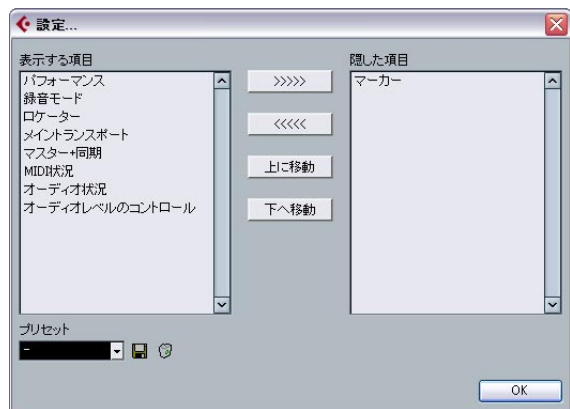 設定...
表示する項目
パフォーマンス
録音モード
ロケーター
メイントランスポート
マスター+同期
MIDI状況
オーディオ状況
オーディオレベルのコントロール
>>>>>
<<<<<
上に移動
下へ移動
隠した項目
マーカー
プリセット
-
OK